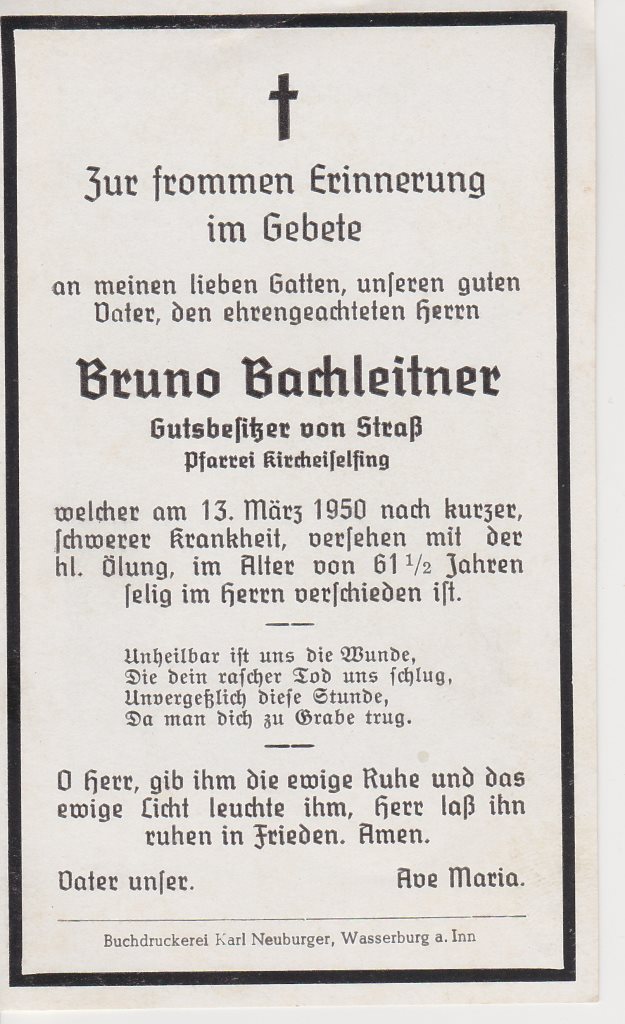 Zur frommen Erinnerung
im Gebete
an meinen lieben Gatten, unseren guten
Vater, den ehrengeachteten Herrn
Bruno Bachleitner
Gutsbesitzer von Straß
Pfarrei Kircheiselfing
welcher am 13. März 1950 nach kurzer,
schwerer Krankheit, versehen mit der
hl. Ölung, im Alter von 61 1/2 Jahren
selig im Herrn verschieden ist.
Unheilbar ist uns die Wunde,
Die dein rascher Tod uns schlug,
Unvergeßlich diese Stunde,
Da man dich zu Grabe trug.
O Herr, gib ihm die ewige Ruhe und das
ewige Licht leuchte ihm, Herr laß ihn
ruhen in Frieden. Amen.
Vater unser. Ave Maria.
Buchdruckerei Karl Neuburger, Wasserburg a. Inn